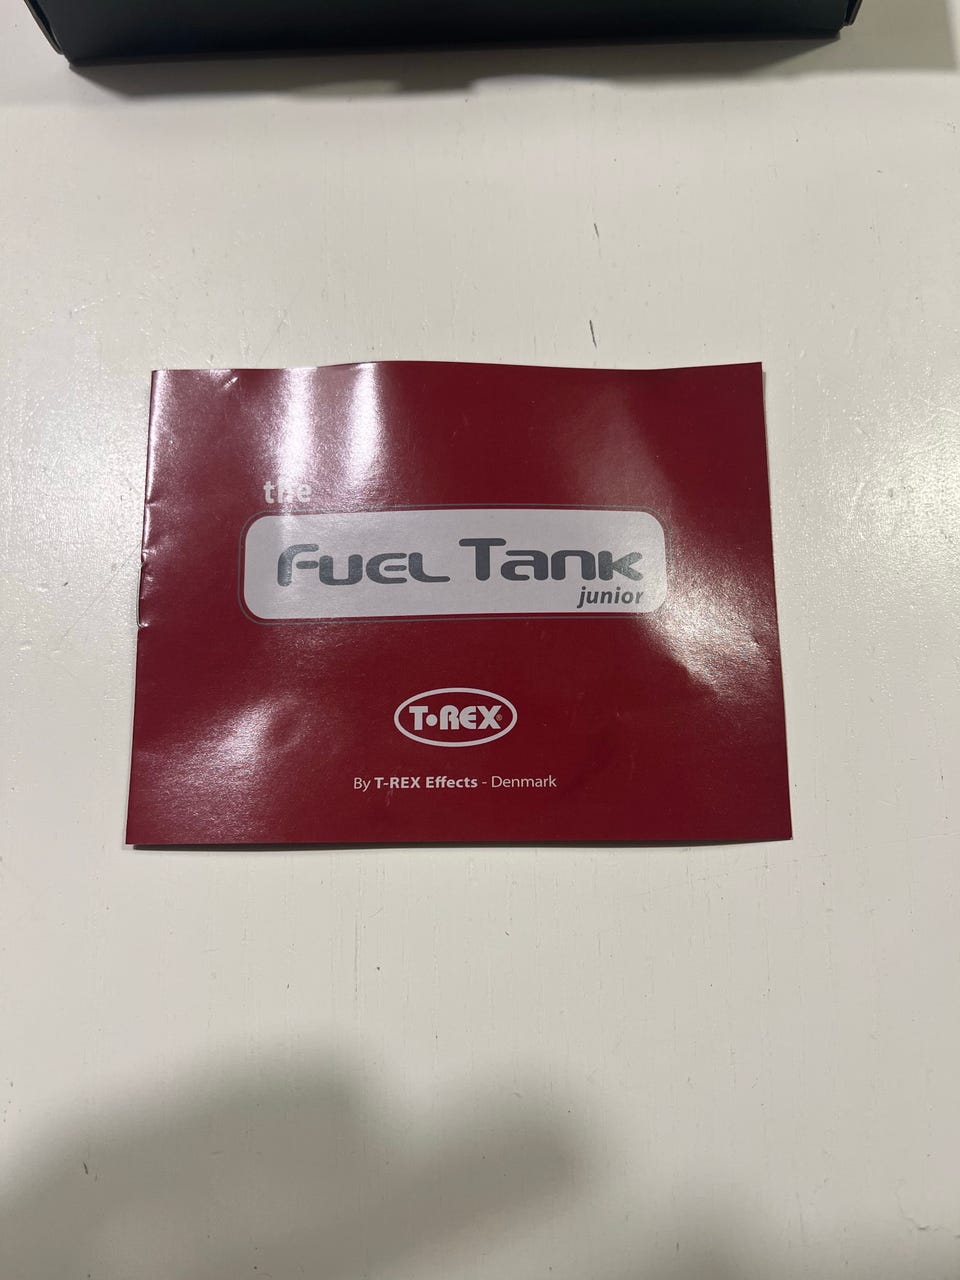 the
Fuel Tank
junior
T-REX®
By T-REX Effects - Denmark